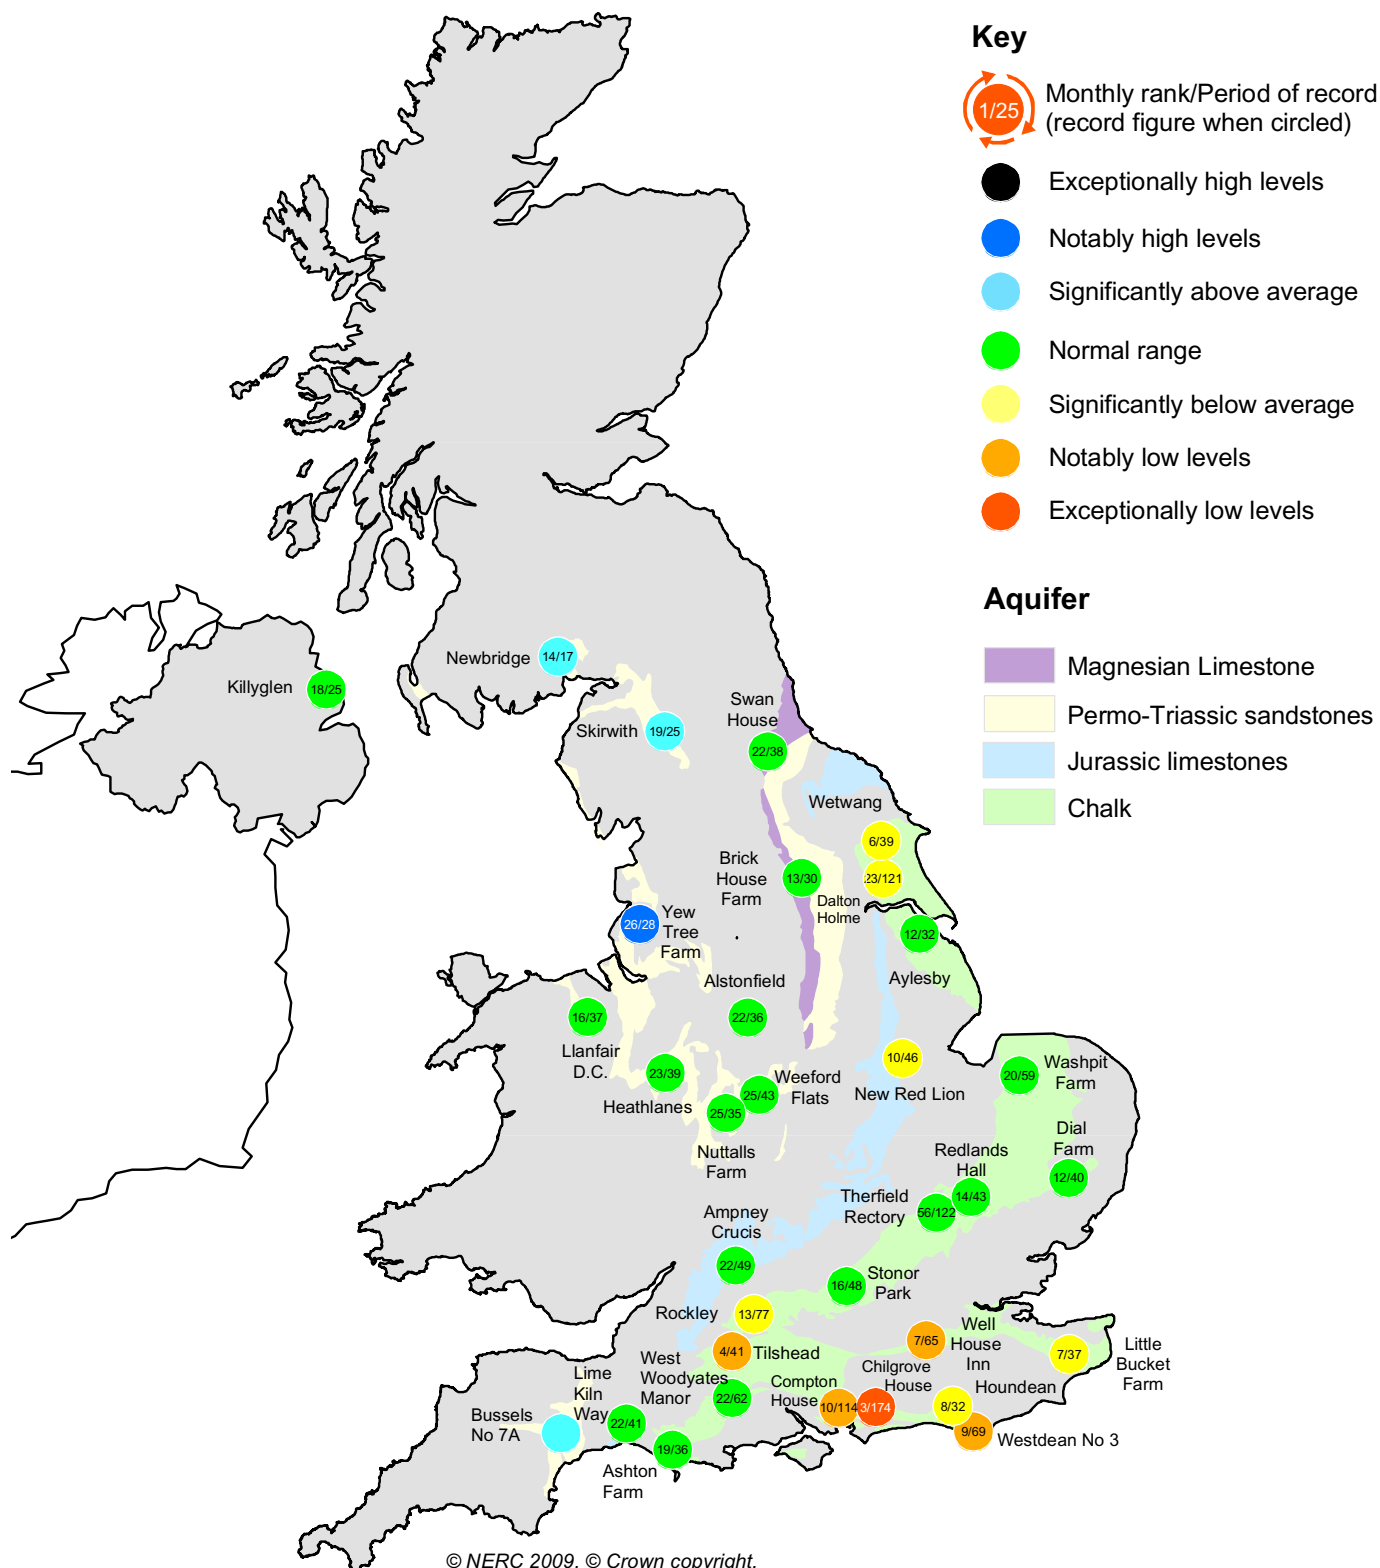 Key
1/25
Monthly rank/Period of record
(record figure when circled)
Exceptionally high levels
Notably high levels
Significantly above average
Normal range
Significantly below average
Notably low levels
Exceptionally low levels
Aquifer
Magnesian Limestone
Permo-Triassic sandstones
Jurassic limestones
Chalk
Newbridge
14/17
Killyglen
18/25
Skirwith
19/25
Swan
House
22/38
Wetwang
6/39
Brick
House
Farm
13/30
23/121
Dalton
Holme
26/28
Yew
Tree
Farm
12/32
Aylesby
Alstonfield
22/36
16/37
Llanfair
D.C.
10/46
New Red Lion
20/59
Washpit
Farm
23/39
Heathlanes
25/43
Weeford
Flats
25/35
Nuttalls
Farm
Dial
Farm
12/40
Redlands
Hall
14/43
Therfield
Rectory
56/122
Ampney
Crucis
22/49
16/48
Stonor
Park
Rockley
13/77
4/41
Tilshead
7/65
Well
House
Inn
7/37
Little
Bucket
Farm
West
Woodyates
Manor
22/62
Compton
House
10/114
Chilgrove
House
3/174
Houndean
8/32
9/69
Westdean No 3
Lime
Kiln
Way
22/41
Bussels
No 7A
19/36
Ashton
Farm
© NERC 2009. © Crown copyright.